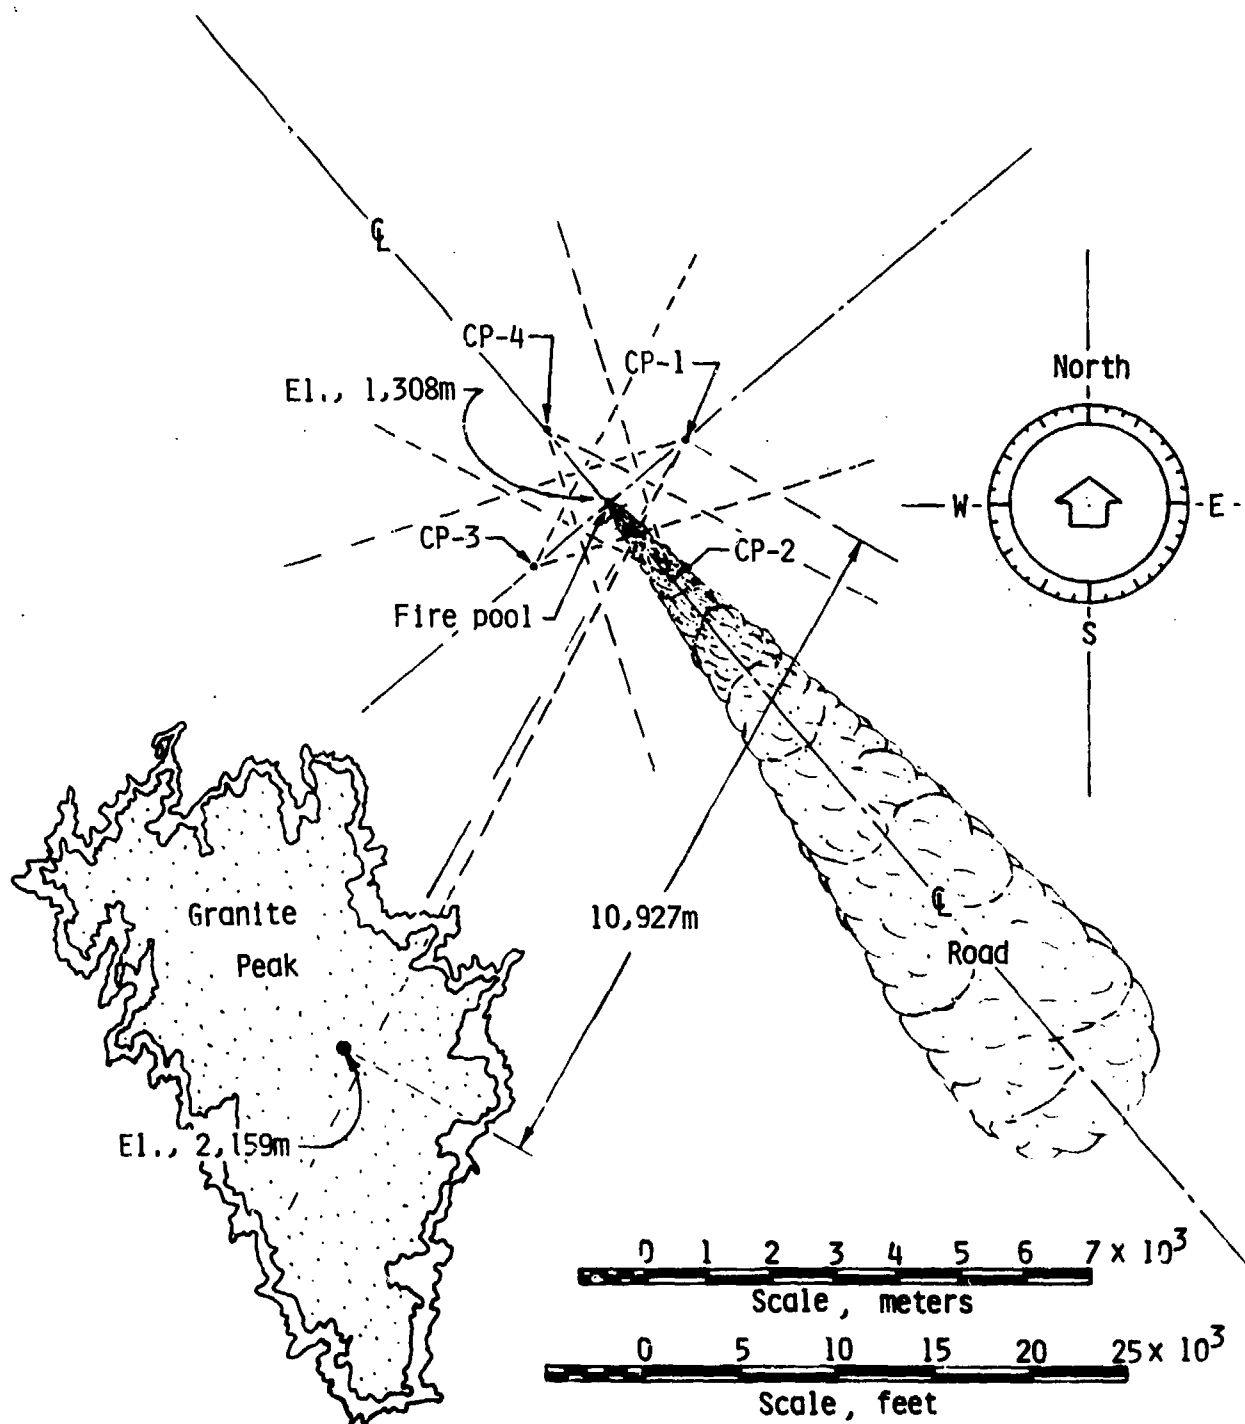 ℄
CP-4
CP-1
El., 1,308m
North
W
E
CP-3
CP-2
Fire pool
S
10,927m
℄
Granite
Peak
Road
El., 2,159m
0 1 2 3 4 5 6 7 x 10³
Scale, meters
0 5 10 15 20 25 x 10³
Scale, feet